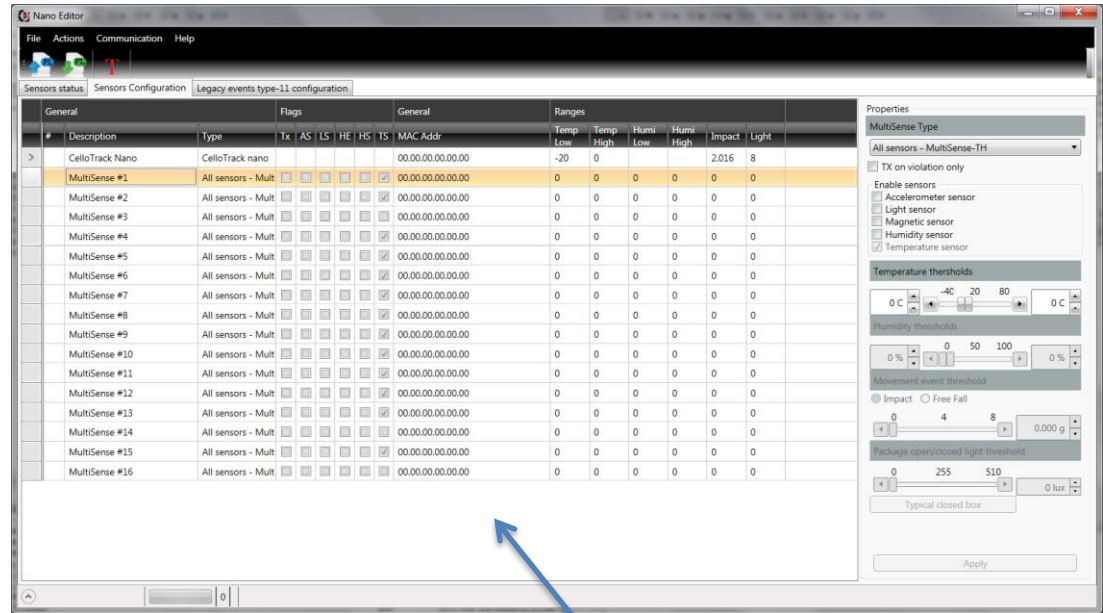 Nano Editor
File Actions Communication Help
T
Sensors status Sensors Configuration Legacy events type-11 configuration
General Flags General Ranges
# Description Type Tx AS LS HE HS TS MAC Addr Temp Low Temp High Humi Low Humi High Impact Light
> CelloTrack Nano CelloTrack nano 00.00.00.00.00.00 -20 0 2.016 8
MultiSense #1 All sensors - Mult 00.00.00.00.00.00 0 0 0 0 0 0
MultiSense #2 All sensors - Mult 00.00.00.00.00.00 0 0 0 0 0 0
MultiSense #3 All sensors - Mult 00.00.00.00.00.00 0 0 0 0 0 0
MultiSense #4 All sensors - Mult 00.00.00.00.00.00 0 0 0 0 0 0
MultiSense #5 All sensors - Mult 00.00.00.00.00.00 0 0 0 0 0 0
MultiSense #6 All sensors - Mult 00.00.00.00.00.00 0 0 0 0 0 0
MultiSense #7 All sensors - Mult 00.00.00.00.00.00 0 0 0 0 0 0
MultiSense #8 All sensors - Mult 00.00.00.00.00.00 0 0 0 0 0 0
MultiSense #9 All sensors - Mult 00.00.00.00.00.00 0 0 0 0 0 0
MultiSense #10 All sensors - Mult 00.00.00.00.00.00 0 0 0 0 0 0
MultiSense #11 All sensors - Mult 00.00.00.00.00.00 0 0 0 0 0 0
MultiSense #12 All sensors - Mult 00.00.00.00.00.00 0 0 0 0 0 0
MultiSense #13 All sensors - Mult 00.00.00.00.00.00 0 0 0 0 0 0
MultiSense #14 All sensors - Mult 00.00.00.00.00.00 0 0 0 0 0 0
MultiSense #15 All sensors - Mult 00.00.00.00.00.00 0 0 0 0 0 0
MultiSense #16 All sensors - Mult 00.00.00.00.00.00 0 0 0 0 0 0
0
Properties
MultiSense Type
All sensors - MultiSense-TH
TX on violation only
Enable sensors
Accelerometer sensor
Light sensor
Magnetic sensor
Humidity sensor
Temperature sensor
Temperature thersholds
-40 20 80
0 C 0 C
Humidity thresholds
0 50 100
0 % 0 %
Movement event threshold
Impact Free Fall
0 4 8
0.000 g
Package open/closed light threshold
0 255 510
0 lux
Typical closed box
Apply